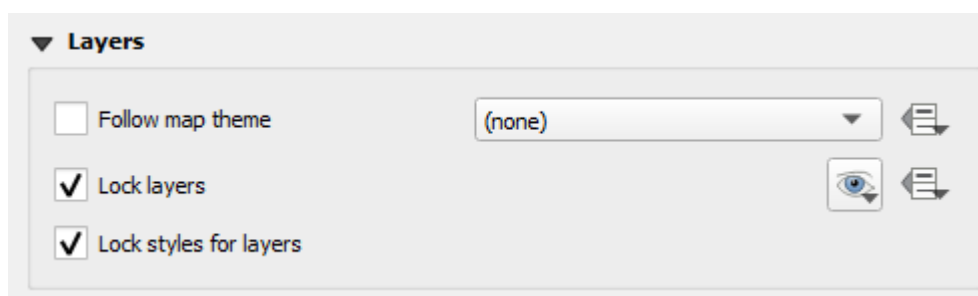 Layers
Follow map theme (none)
Lock layers
Lock styles for layers